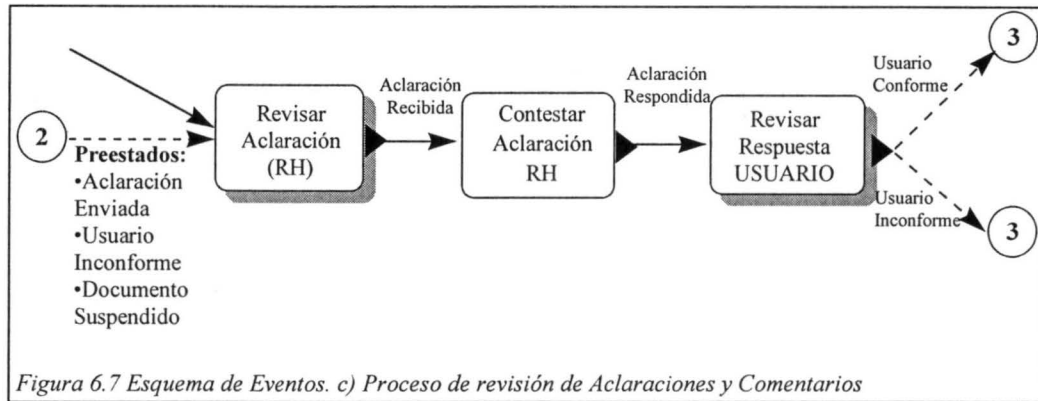 3
Usuario
Conforme
Aclaración
Recibida
Aclaración
Respondida
Revisar
Aclaración
(RH)
Contestar
Aclaración
RH
Revisar
Respuesta
USUARIO
2
Preestados:
•Aclaración
Enviada
•Usuario
Inconforme
•Documento
Suspendido
Usuario
Inconforme
3
Figura 6.7 Esquema de Eventos. c) Proceso de revisión de Aclaraciones y Comentarios